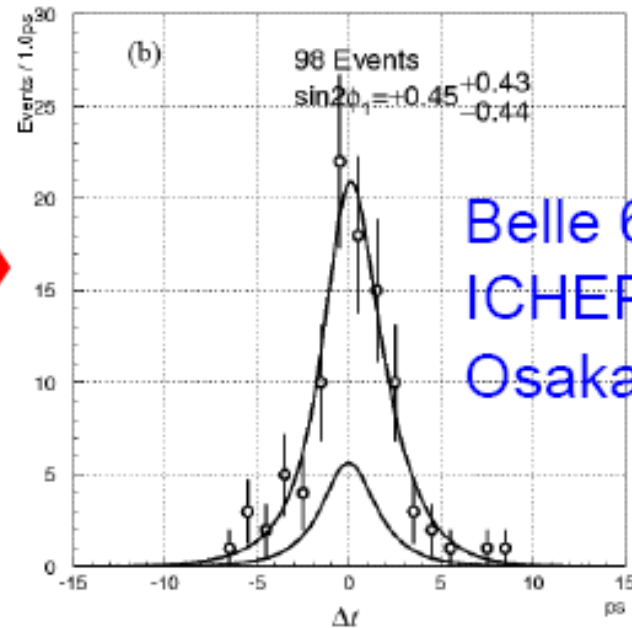 30
25
20
15
10
5
0
Events / 1.0ps
(b)
98 Events
sin2ϕ₁=+0.45 +0.43 −0.44
Belle 6
ICHEP
Osaka
-15 -10 -5 0 5 10 15
ps
Δt